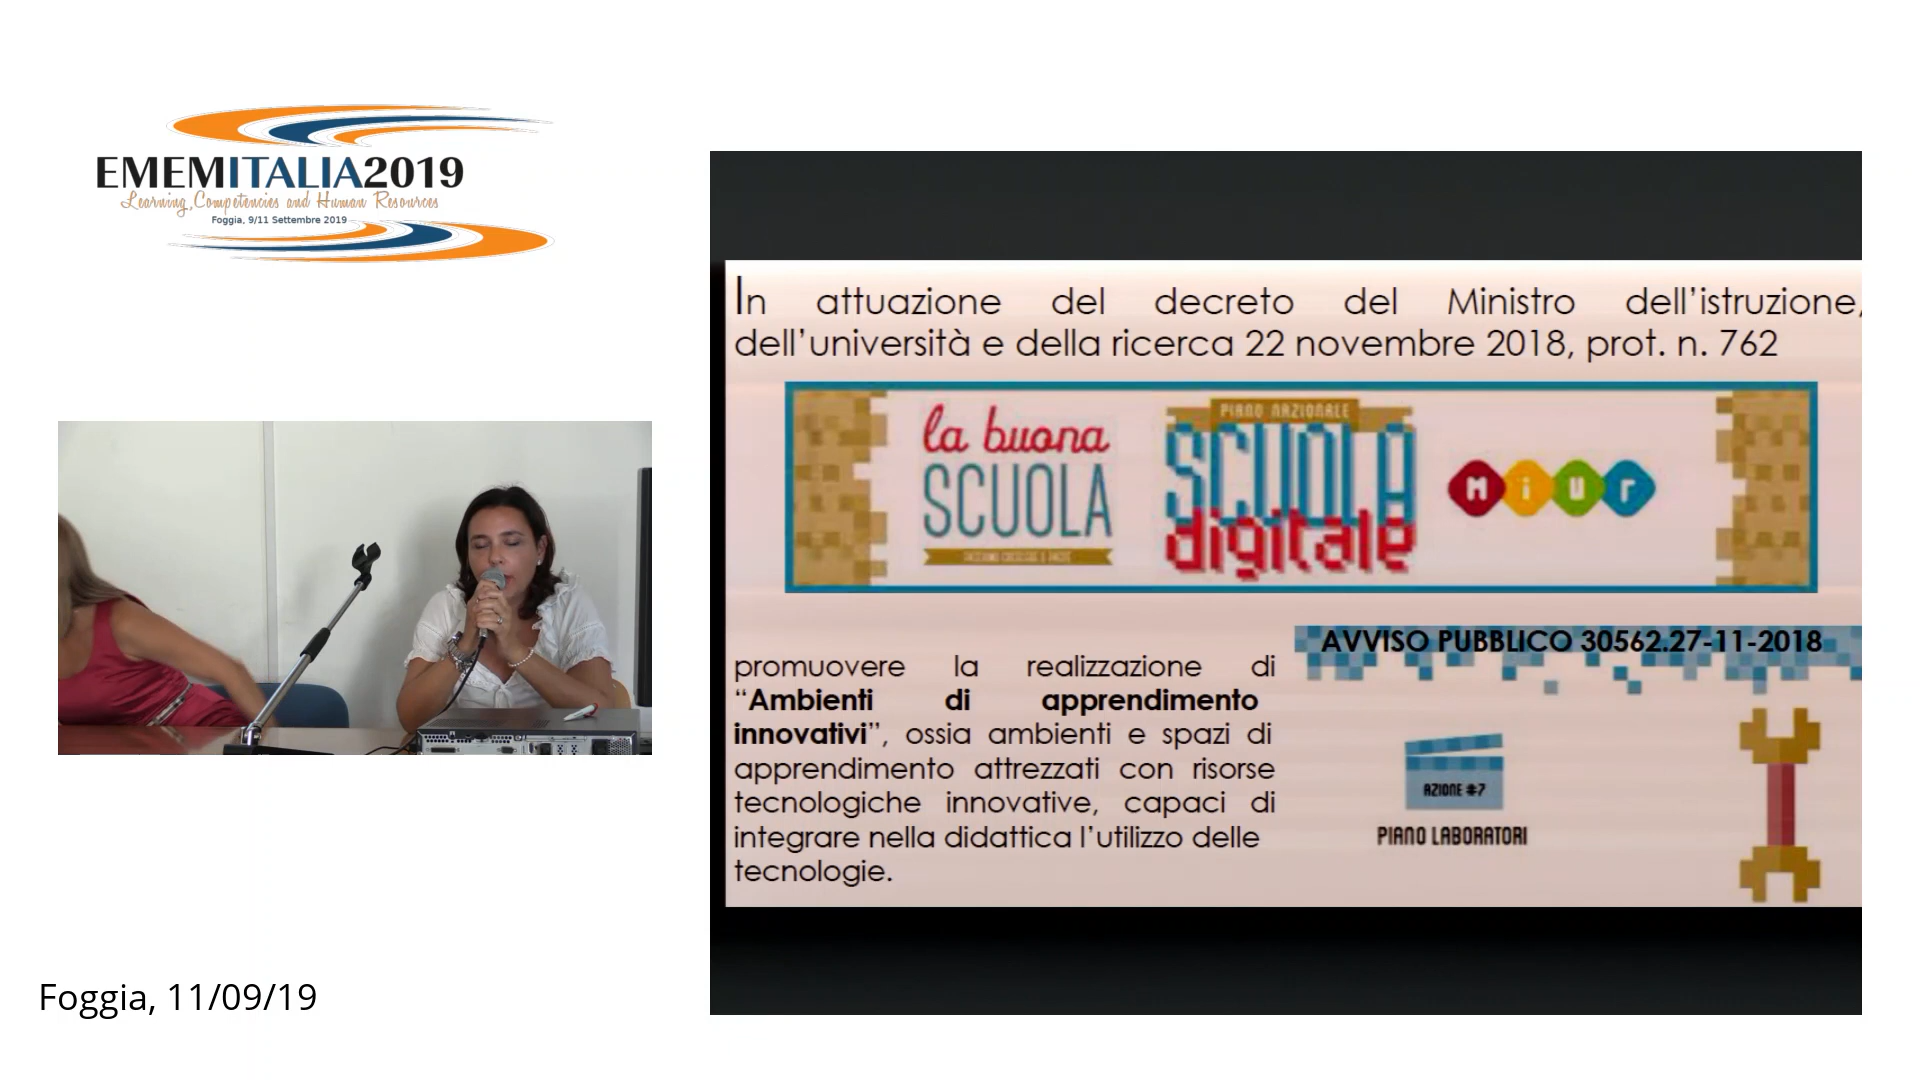 EMEMITALIA2019
Learning, Competencies and Human Resources
Foggia, 9/11 Settembre 2019
In attuazione del decreto del Ministro dell'istruzione,
dell'università e della ricerca 22 novembre 2018, prot. n. 762
la buona
SCUOLA
PIANO NAZIONALE
SCUOLA
digitale
MiUr
AVVISO PUBBLICO 30562.27-11-2018
promuovere la realizzazione di
"Ambienti di apprendimento
innovativi", ossia ambienti e spazi di
apprendimento attrezzati con risorse
tecnologiche innovative, capaci di
integrare nella didattica l'utilizzo delle
tecnologie.
AZIONE #7
PIANO LABORATORI
Foggia, 11/09/19